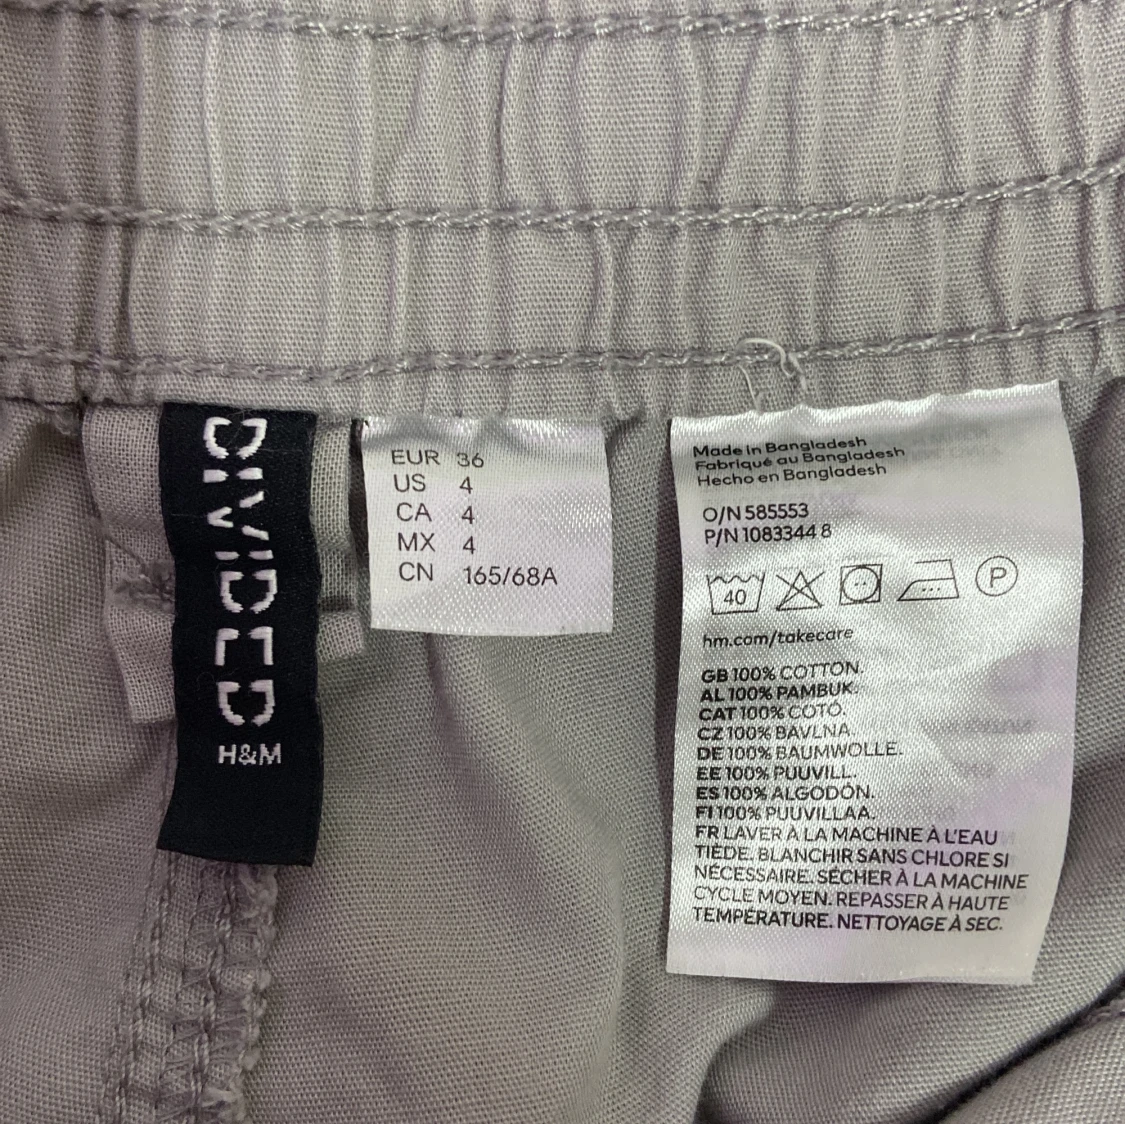 DIVIDED
H&M
EUR 36
US 4
CA 4
MX 4
CN 165/68A
Made in Bangladesh
Fabriqué au Bangladesh
Hecho en Bangladesh
O/N 585553
P/N 1083344 8
40
P
hm.com/takecare
GB 100% COTTON.
AL 100% PAMBUK.
CAT 100% COTÓ.
CZ 100% BAVLNA.
DE 100% BAUMWOLLE.
EE 100% PUUVILL.
ES 100% ALGODÓN.
FI 100% PUUVILLAA.
FR LAVER À LA MACHINE À L'EAU
TIÈDE. BLANCHIR SANS CHLORE SI
NÉCESSAIRE. SÉCHER À LA MACHINE
CYCLE MOYEN. REPASSER À HAUTE
TEMPÉRATURE. NETTOYAGE À SEC.